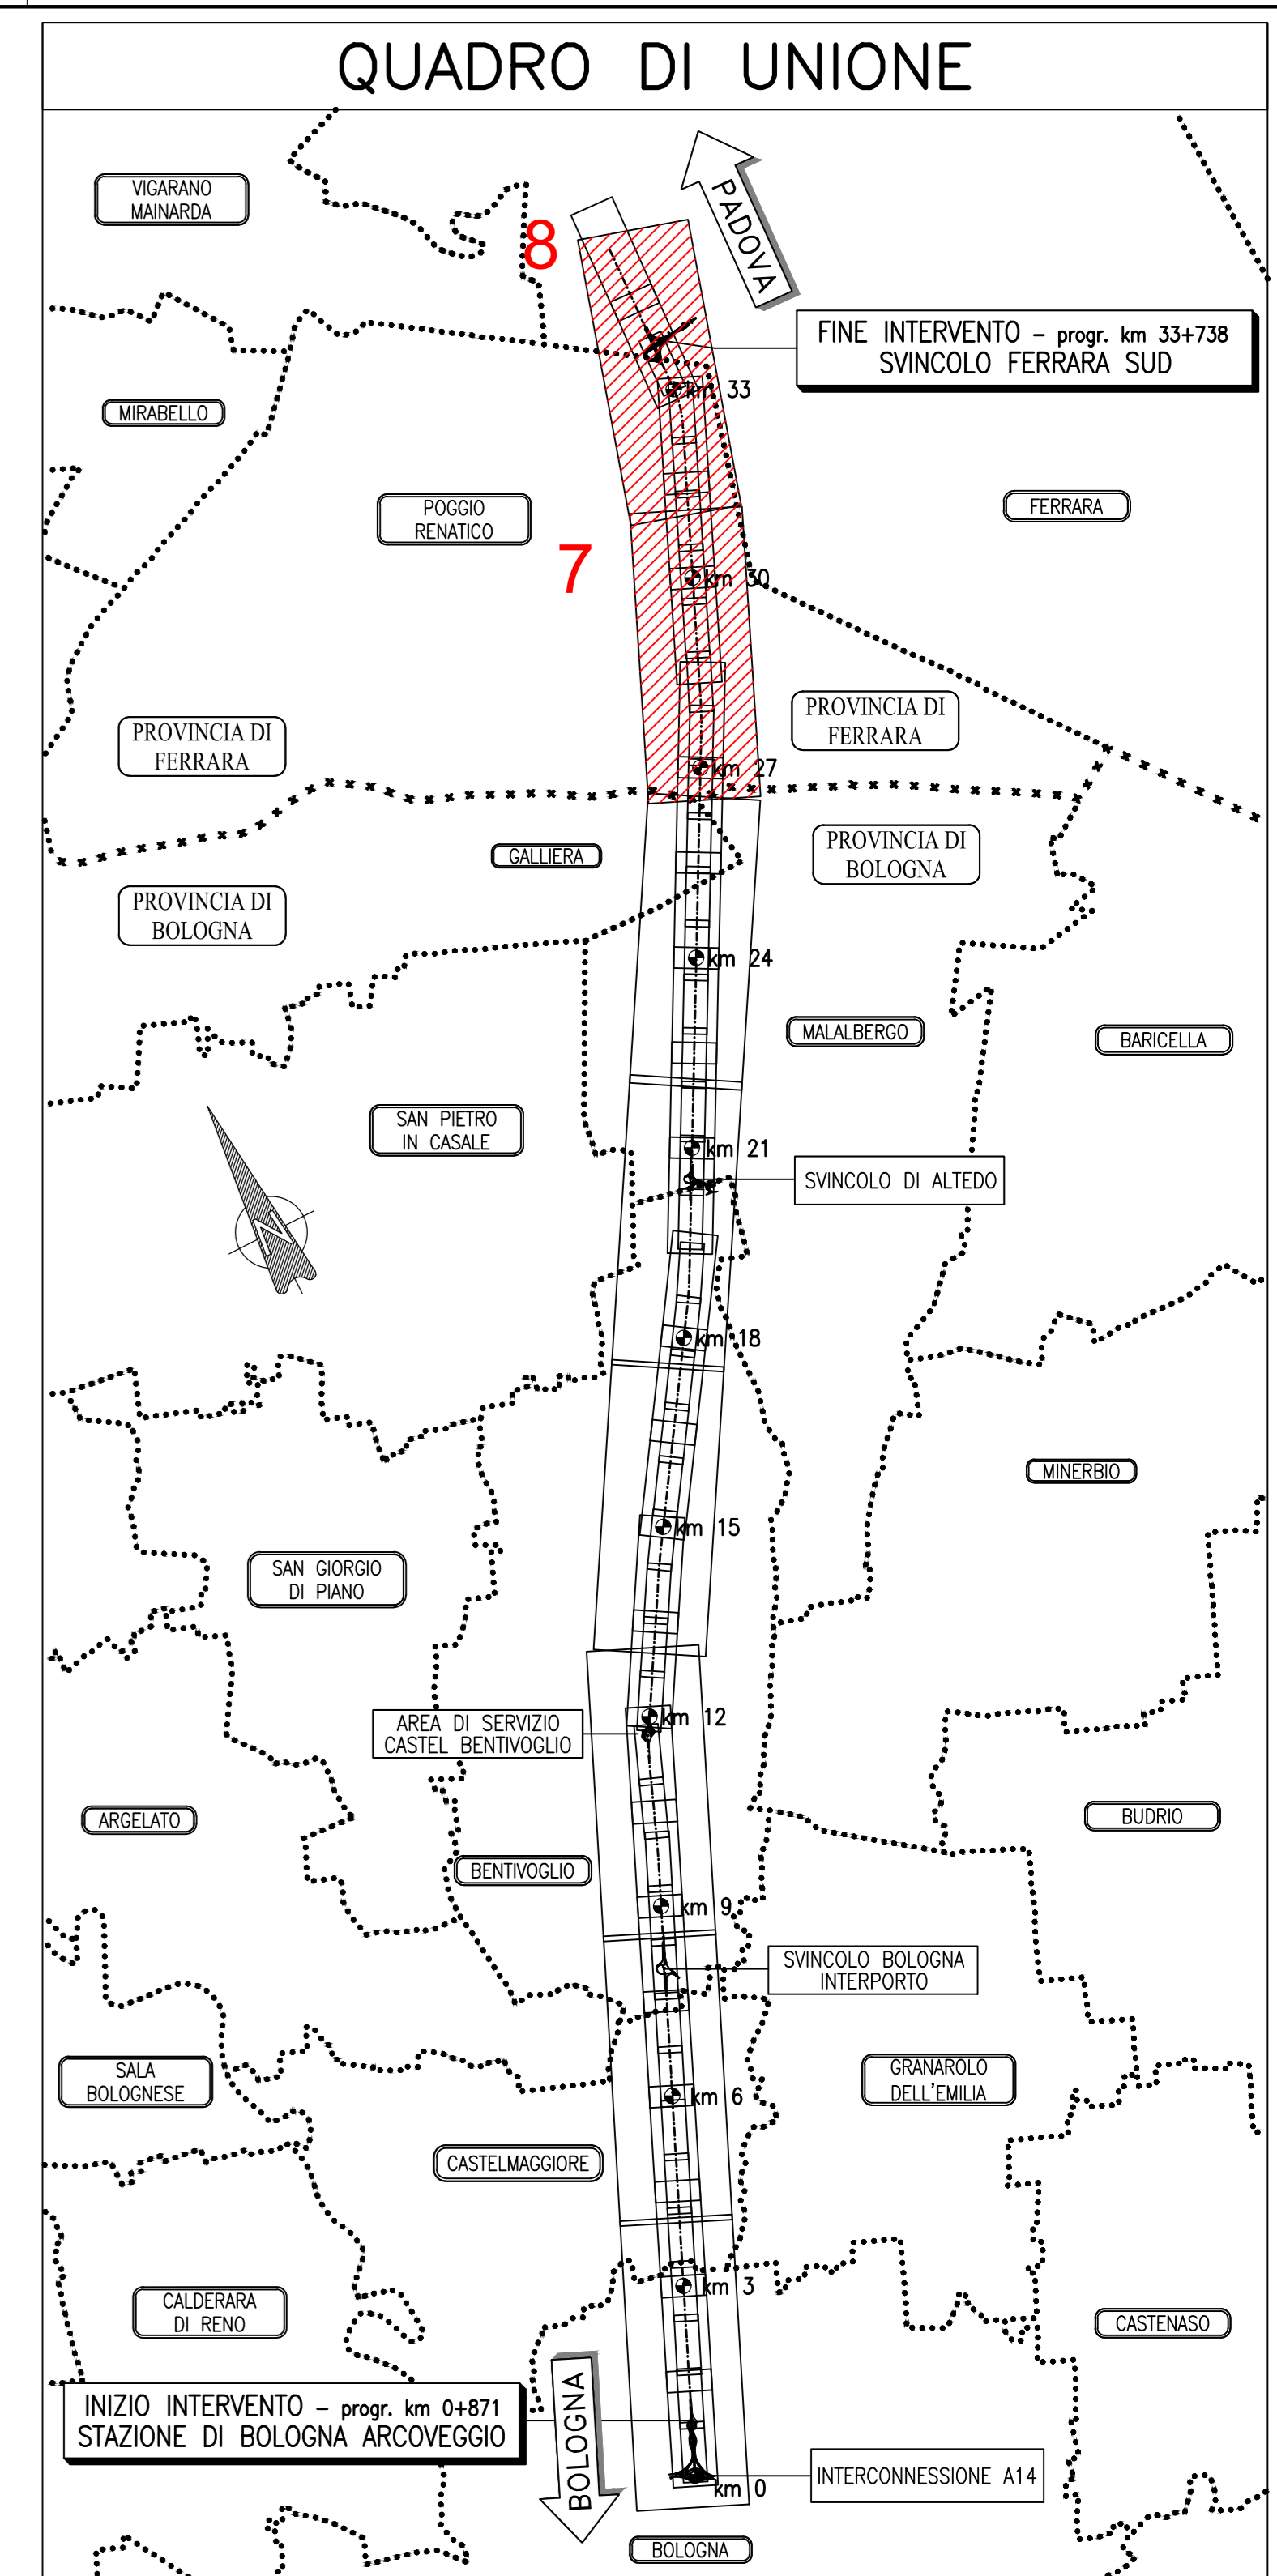 QUADRO DI UNIONE
VIGARANO
MAINARDA
PADOVA
8
FINE INTERVENTO – progr. km 33+738
SVINCOLO FERRARA SUD
km 33
MIRABELLO
POGGIO
RENATICO
FERRARA
7
km 30
PROVINCIA DI
FERRARA
PROVINCIA DI
FERRARA
km 27
GALLIERA
PROVINCIA DI
BOLOGNA
PROVINCIA DI
BOLOGNA
km 24
MALALBERGO
BARICELLA
SAN PIETRO
IN CASALE
km 21
SVINCOLO DI ALTEDO
N
km 18
MINERBIO
km 15
SAN GIORGIO
DI PIANO
km 12
AREA DI SERVIZIO
CASTEL BENTIVOGLIO
ARGELATO
BUDRIO
BENTIVOGLIO
km 9
SVINCOLO BOLOGNA
INTERPORTO
SALA
BOLOGNESE
GRANAROLO
DELL'EMILIA
km 6
CASTELMAGGIORE
km 3
CALDERARA
DI RENO
CASTENASO
INIZIO INTERVENTO – progr. km 0+871
STAZIONE DI BOLOGNA ARCOVEGGIO
BOLOGNA
INTERCONNESSIONE A14
km 0
BOLOGNA